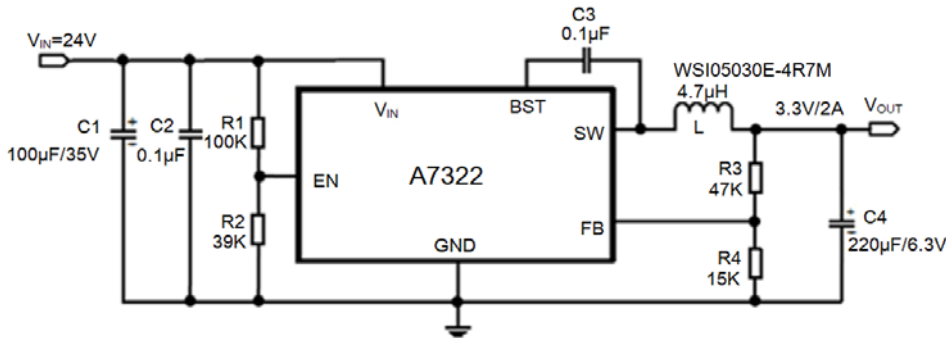 VIN=24V
C1
100µF/35V
C2
0.1µF
R1
100K
R2
39K
VIN
BST
EN
A7322
SW
FB
GND
C3
0.1µF
WSI05030E-4R7M
4.7µH
L
3.3V/2A
VOUT
R3
47K
R4
15K
C4
220µF/6.3V